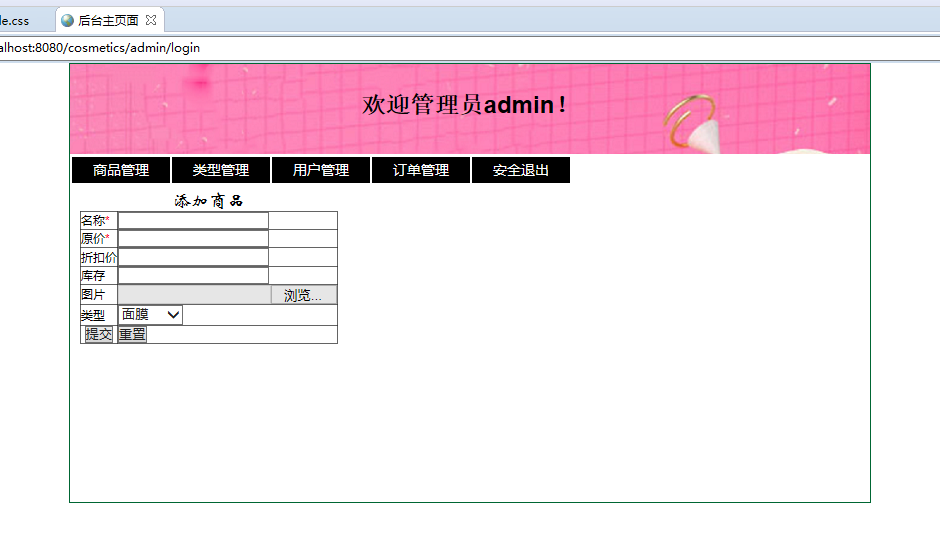 le.css 后台主页面
alhost:8080/cosmetics/admin/login
欢迎管理员admin！
商品管理 类型管理 用户管理 订单管理 安全退出
添加商品
名称*
原价*
折扣价
库存
图片 浏览...
类型 面膜
提交 重置